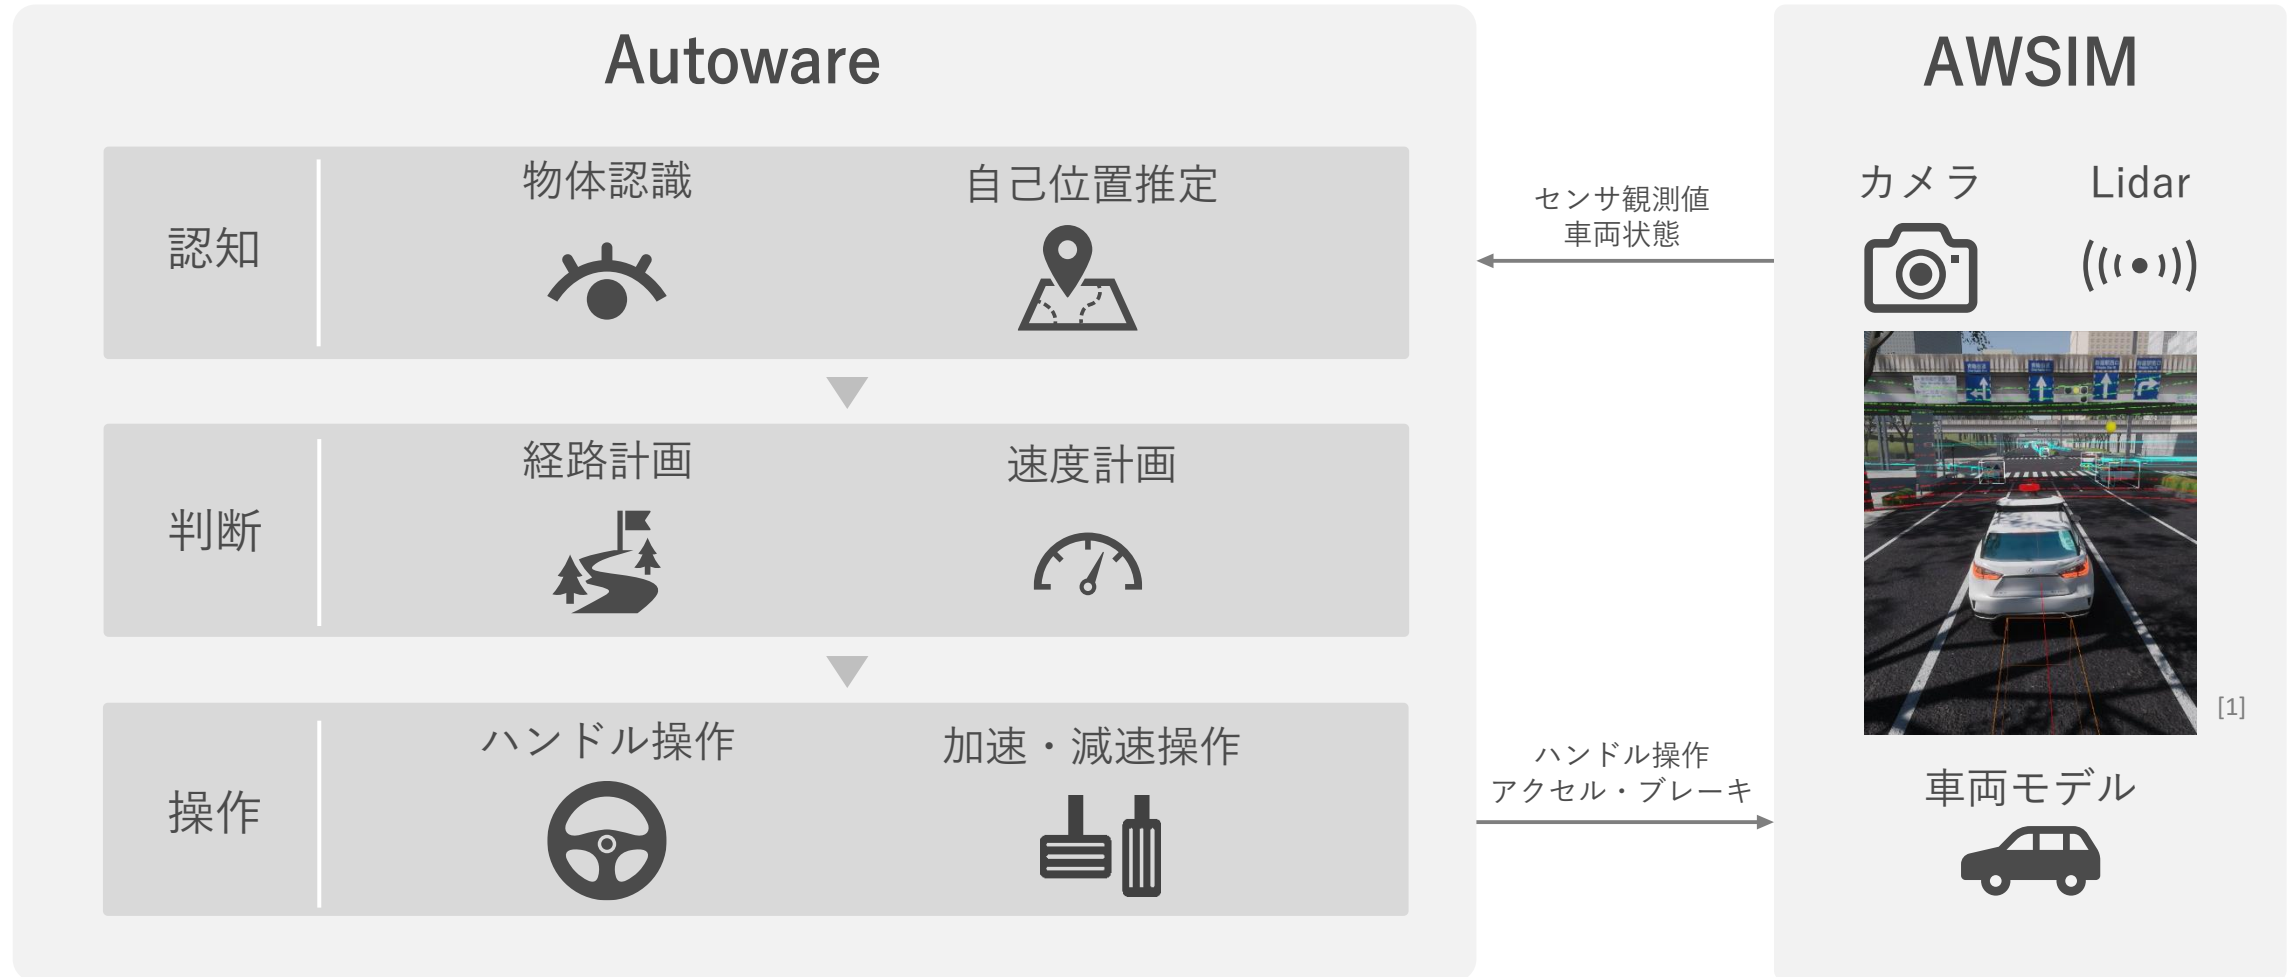 Autoware
認知
物体認識
自己位置推定
判断
経路計画
速度計画
操作
ハンドル操作
加速・減速操作
センサ観測値
車両状態
ハンドル操作
アクセル・ブレーキ
AWSIM
カメラ
Lidar
[1]
車両モデル